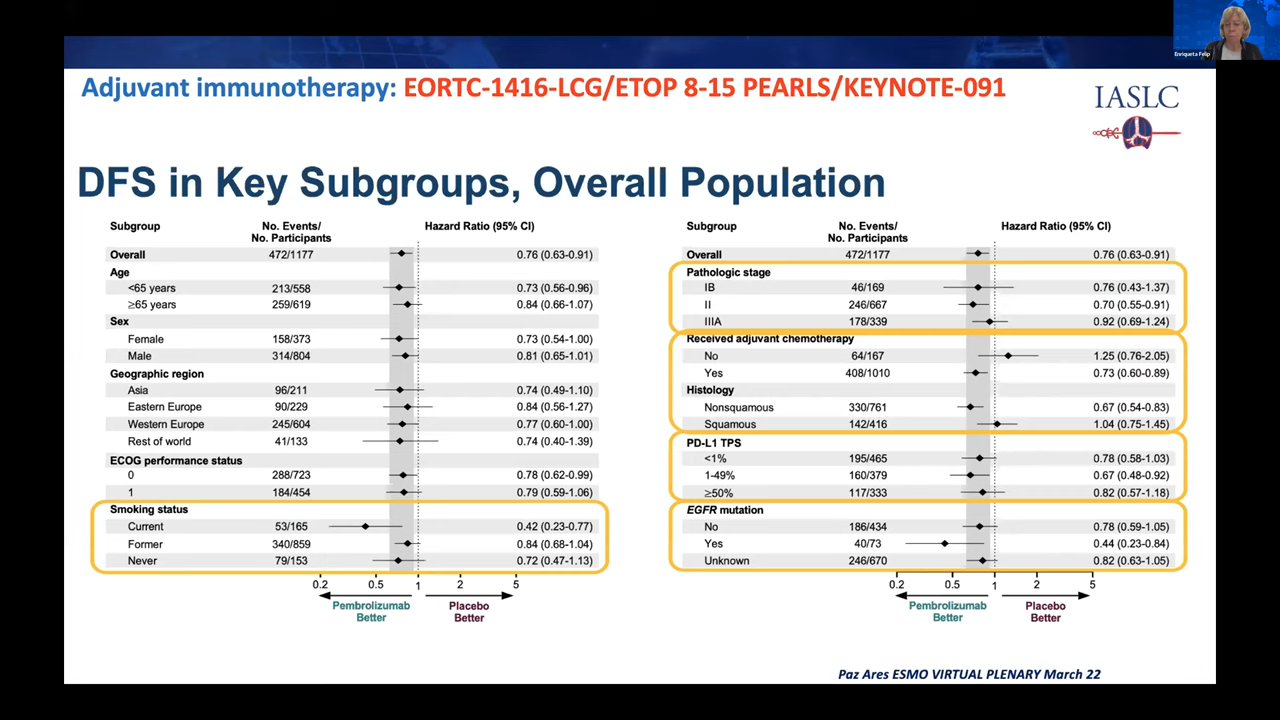 Enriqueta Felip
Adjuvant immunotherapy: EORTC-1416-LCG/ETOP 8-15 PEARLS/KEYNOTE-091
IASLC
DFS in Key Subgroups, Overall Population
Subgroup No. Events/ Hazard Ratio (95% CI)
No. Participants
Overall 472/1177 0.76 (0.63-0.91)
Age
<65 years 213/558 0.73 (0.56-0.96)
≥65 years 259/619 0.84 (0.66-1.07)
Sex
Female 158/373 0.73 (0.54-1.00)
Male 314/804 0.81 (0.65-1.01)
Geographic region
Asia 96/211 0.74 (0.49-1.10)
Eastern Europe 90/229 0.84 (0.56-1.27)
Western Europe 245/604 0.77 (0.60-1.00)
Rest of world 41/133 0.74 (0.40-1.39)
ECOG performance status
0 288/723 0.78 (0.62-0.99)
1 184/454 0.79 (0.59-1.06)
Smoking status
Current 53/165 0.42 (0.23-0.77)
Former 340/859 0.84 (0.68-1.04)
Never 79/153 0.72 (0.47-1.13)
0.2 0.5 1 2 5
Pembrolizumab Placebo
Better Better
Subgroup No. Events/ Hazard Ratio (95% CI)
No. Participants
Overall 472/1177 0.76 (0.63-0.91)
Pathologic stage
IB 46/169 0.76 (0.43-1.37)
II 246/667 0.70 (0.55-0.91)
IIIA 178/339 0.92 (0.69-1.24)
Received adjuvant chemotherapy
No 64/167 1.25 (0.76-2.05)
Yes 408/1010 0.73 (0.60-0.89)
Histology
Nonsquamous 330/761 0.67 (0.54-0.83)
Squamous 142/416 1.04 (0.75-1.45)
PD-L1 TPS
<1% 195/465 0.78 (0.58-1.03)
1-49% 160/379 0.67 (0.48-0.92)
≥50% 117/333 0.82 (0.57-1.18)
EGFR mutation
No 186/434 0.78 (0.59-1.05)
Yes 40/73 0.44 (0.23-0.84)
Unknown 246/670 0.82 (0.63-1.05)
0.2 0.5 1 2 5
Pembrolizumab Placebo
Better Better
Paz Ares ESMO VIRTUAL PLENARY March 22